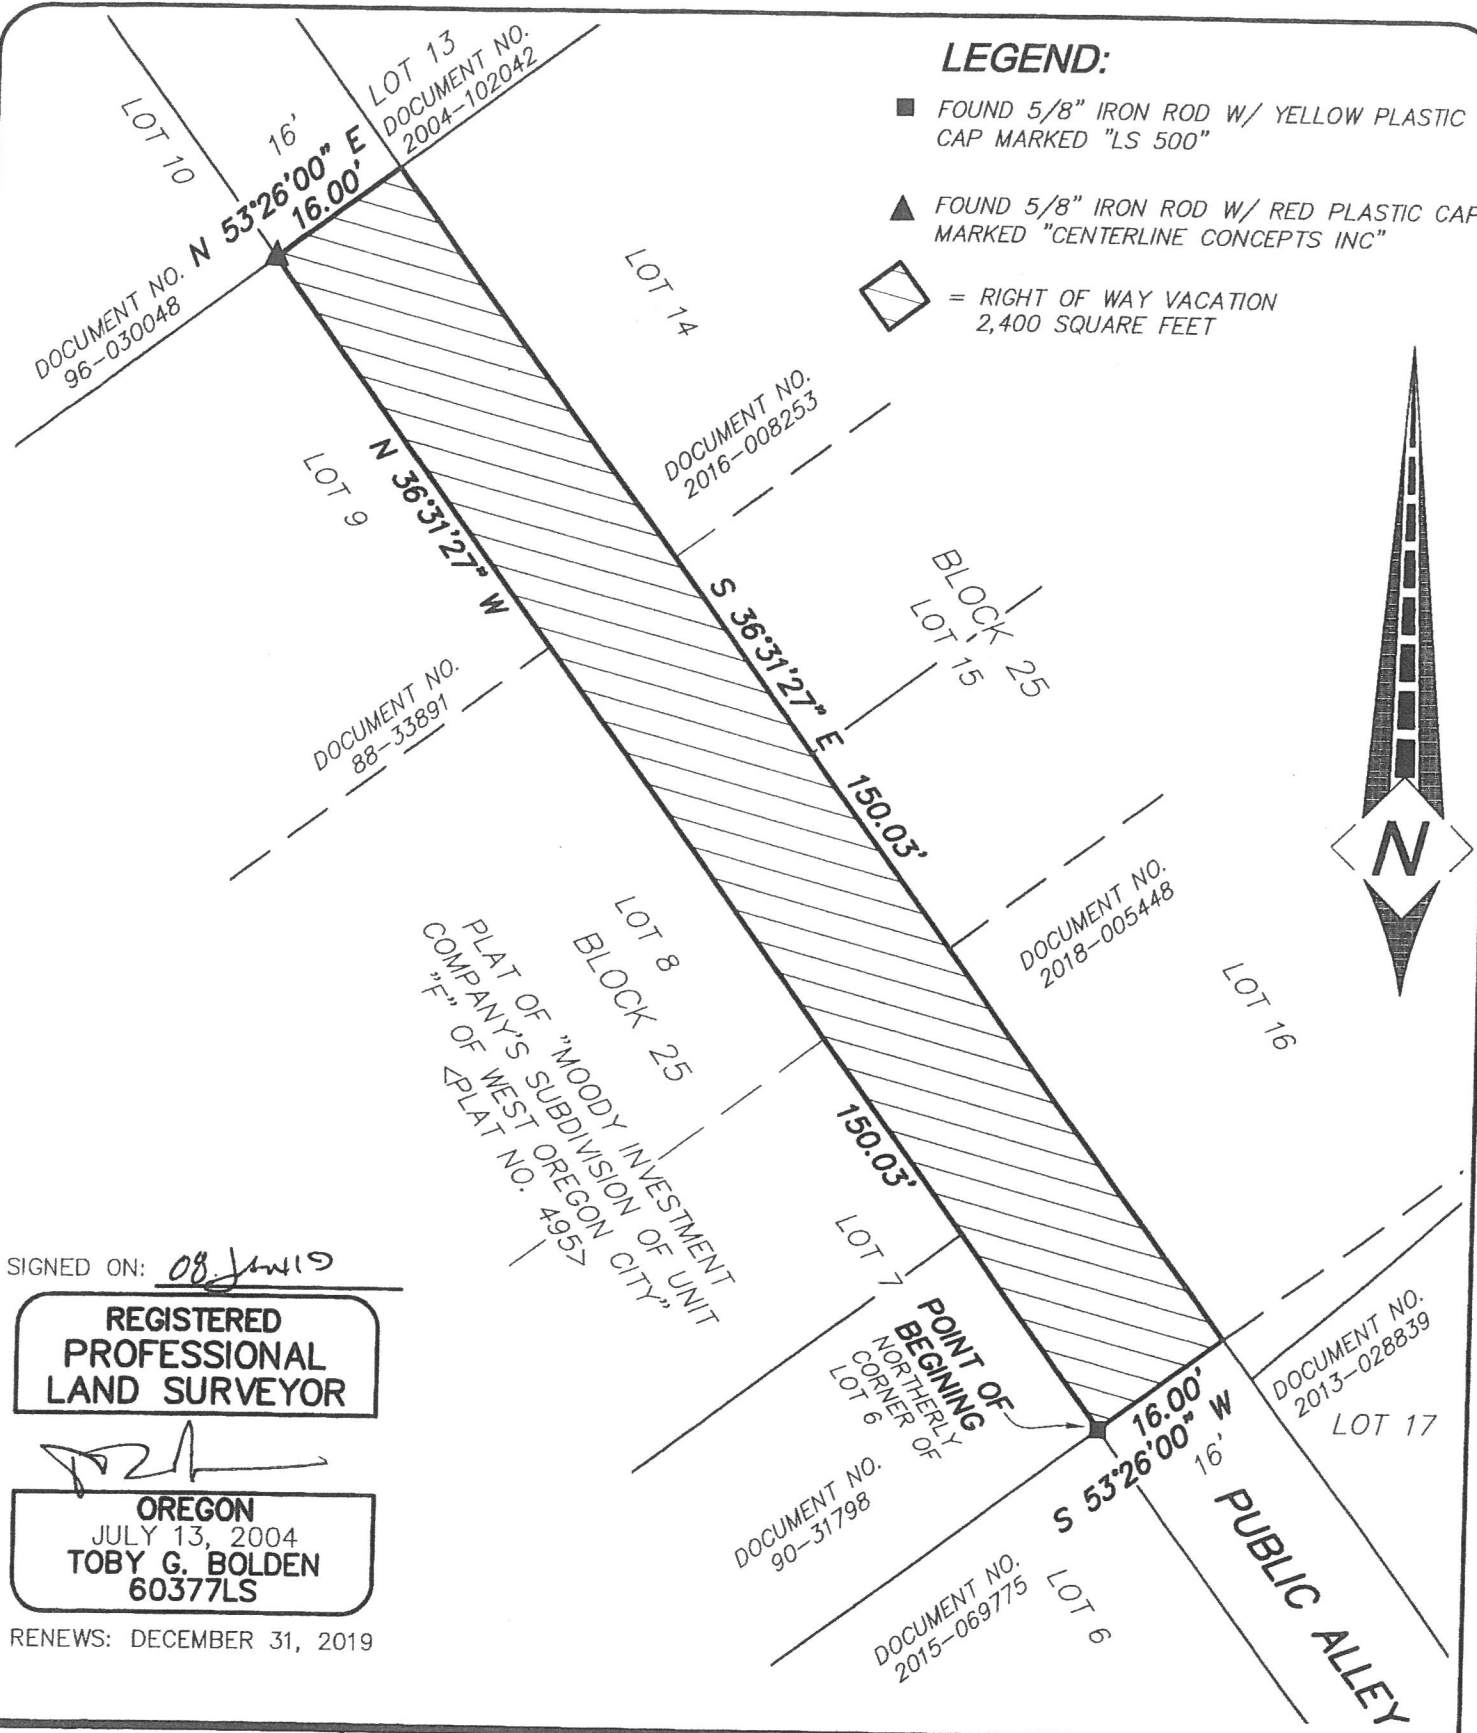 LEGEND:
FOUND 5/8" IRON ROD W/ YELLOW PLASTIC
CAP MARKED "LS 500"
FOUND 5/8" IRON ROD W/ RED PLASTIC CAP
MARKED "CENTERLINE CONCEPTS INC"
= RIGHT OF WAY VACATION
2,400 SQUARE FEET
LOT 10
16'
LOT 13
DOCUMENT NO.
2004-102042
N 53°26'00" E
16.00'
DOCUMENT NO.
96-030048
LOT 14
LOT 9
N 36°31'27" W
DOCUMENT NO.
2016-008253
S 36°31'27" E
150.03'
BLOCK 25
LOT 15
DOCUMENT NO.
88-33891
N
LOT 8
BLOCK 25
PLAT OF "MOODY INVESTMENT
COMPANY'S SUBDIVISION OF UNIT
"F" OF WEST OREGON CITY"
<PLAT NO. 495>
DOCUMENT NO.
2018-005448
LOT 16
150.03'
LOT 7
POINT OF
BEGINING
NORTHERLY
CORNER OF
LOT 6
16.00'
S 53°26'00" W
16'
DOCUMENT NO.
2013-028839
LOT 17
DOCUMENT NO.
90-31798
DOCUMENT NO.
2015-069775
LOT 6
PUBLIC ALLEY
SIGNED ON:
REGISTERED
PROFESSIONAL
LAND SURVEYOR
OREGON
JULY 13, 2004
TOBY G. BOLDEN
60377LS
RENEWS: DECEMBER 31, 2019